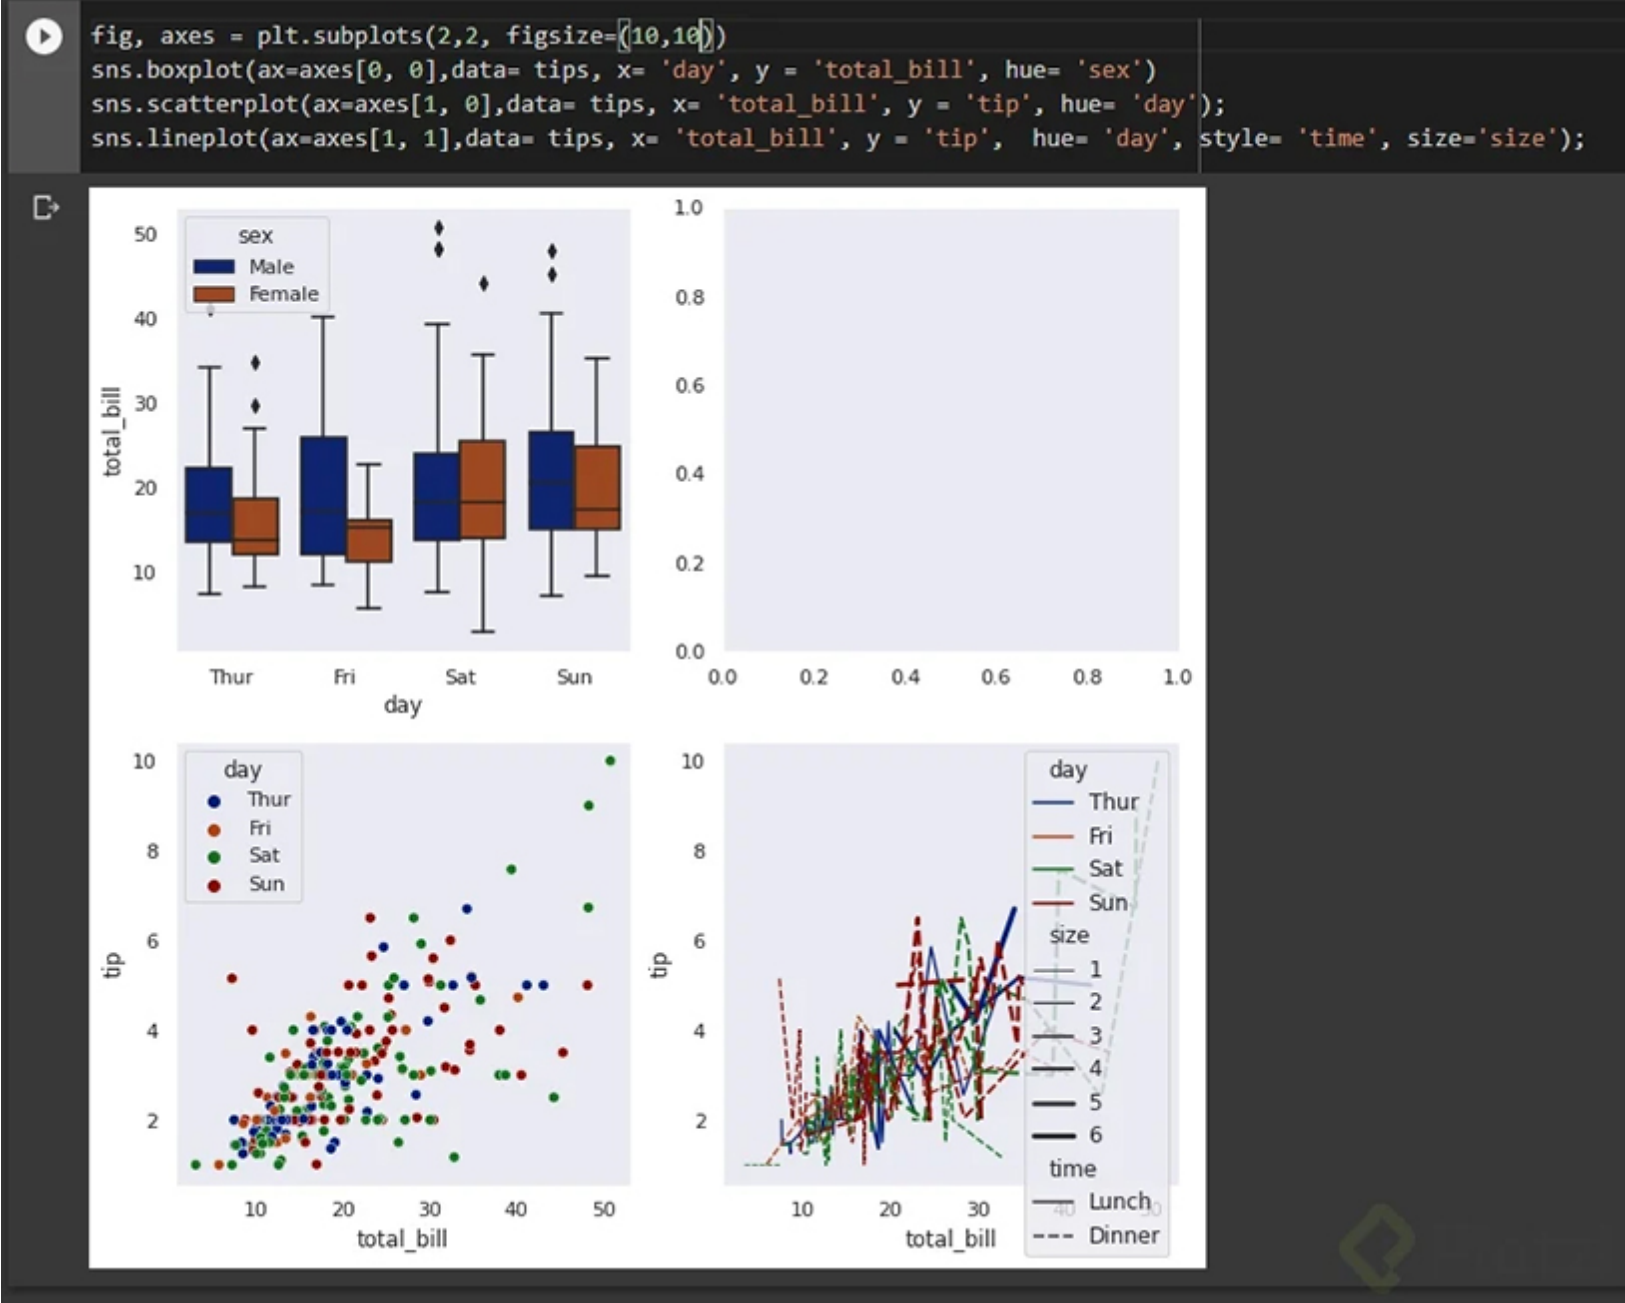 fig, axes = plt.subplots(2,2, figsize=(10,10))
sns.boxplot(ax=axes[0, 0],data= tips, x= 'day', y = 'total_bill', hue= 'sex')
sns.scatterplot(ax=axes[1, 0],data= tips, x= 'total_bill', y = 'tip', hue= 'day');
sns.lineplot(ax=axes[1, 1],data= tips, x= 'total_bill', y = 'tip',  hue= 'day', style= 'time', size='size');
sex
Male
Female
50
40
30
20
10
total_bill
Thur Fri Sat Sun
day
1.0
0.8
0.6
0.4
0.2
0.0
0.0 0.2 0.4 0.6 0.8 1.0
day
Thur
Fri
Sat
Sun
10
8
6
4
2
tip
10 20 30 40 50
total_bill
10
8
6
4
2
tip
day
Thur
Fri
Sat
Sun
size
1
2
3
4
5
6
time
Lunch
Dinner
10 20 30 40 50
total_bill